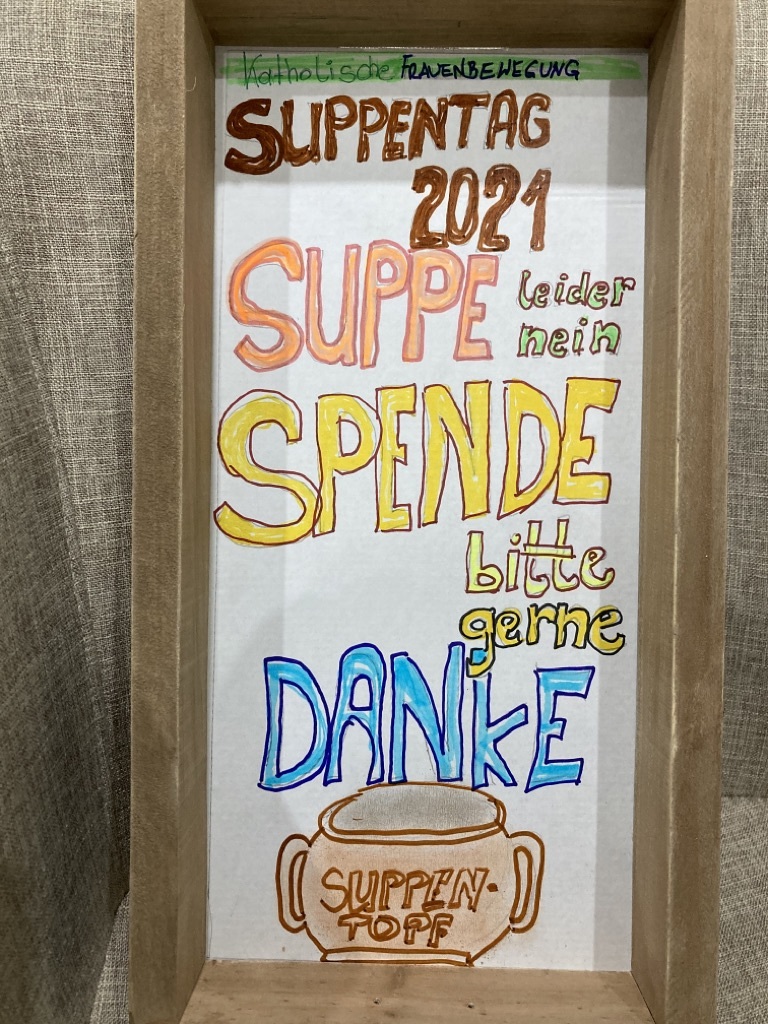 Katholische FRAUENBEWEGUNG
SUPPENTAG
2021
SUPPE leider
nein
SPENDE
bitte
gerne
DANKE
SUPPEN-
TOPF